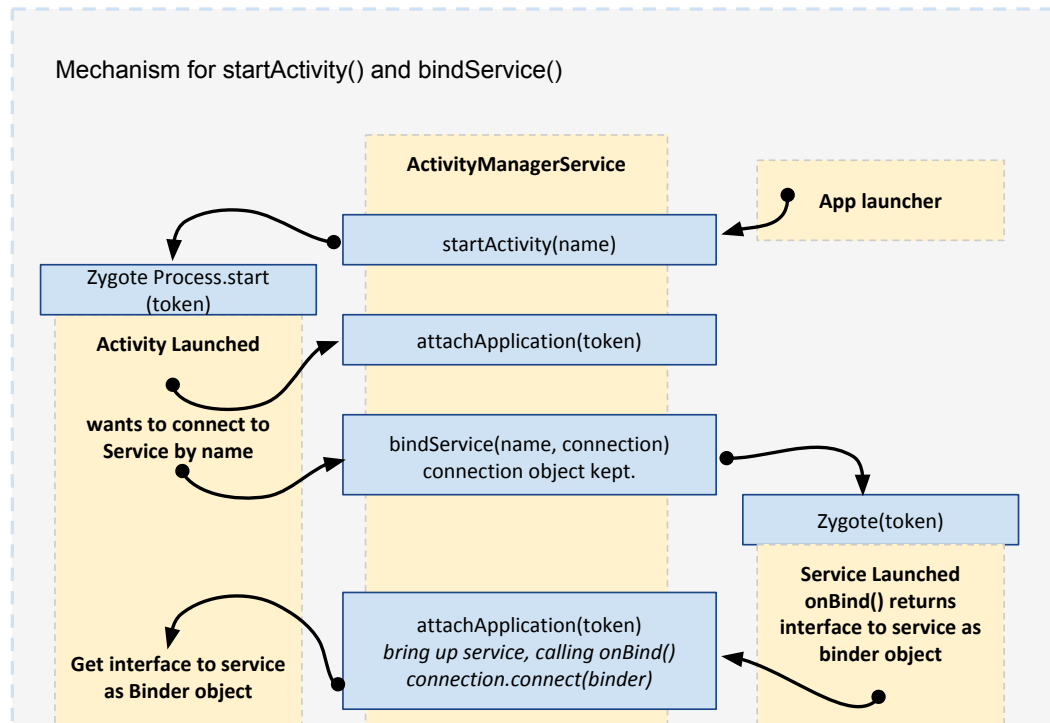 Mechanism for startActivity() and bindService()
ActivityManagerService
App launcher
startActivity(name)
Zygote Process.start
(token)
Activity Launched
attachApplication(token)
wants to connect to
Service by name
bindService(name, connection)
connection object kept.
Zygote(token)
Service Launched
onBind() returns
interface to service as
binder object
attachApplication(token)
bring up service, calling onBind()
connection.connect(binder)
Get interface to service
as Binder object